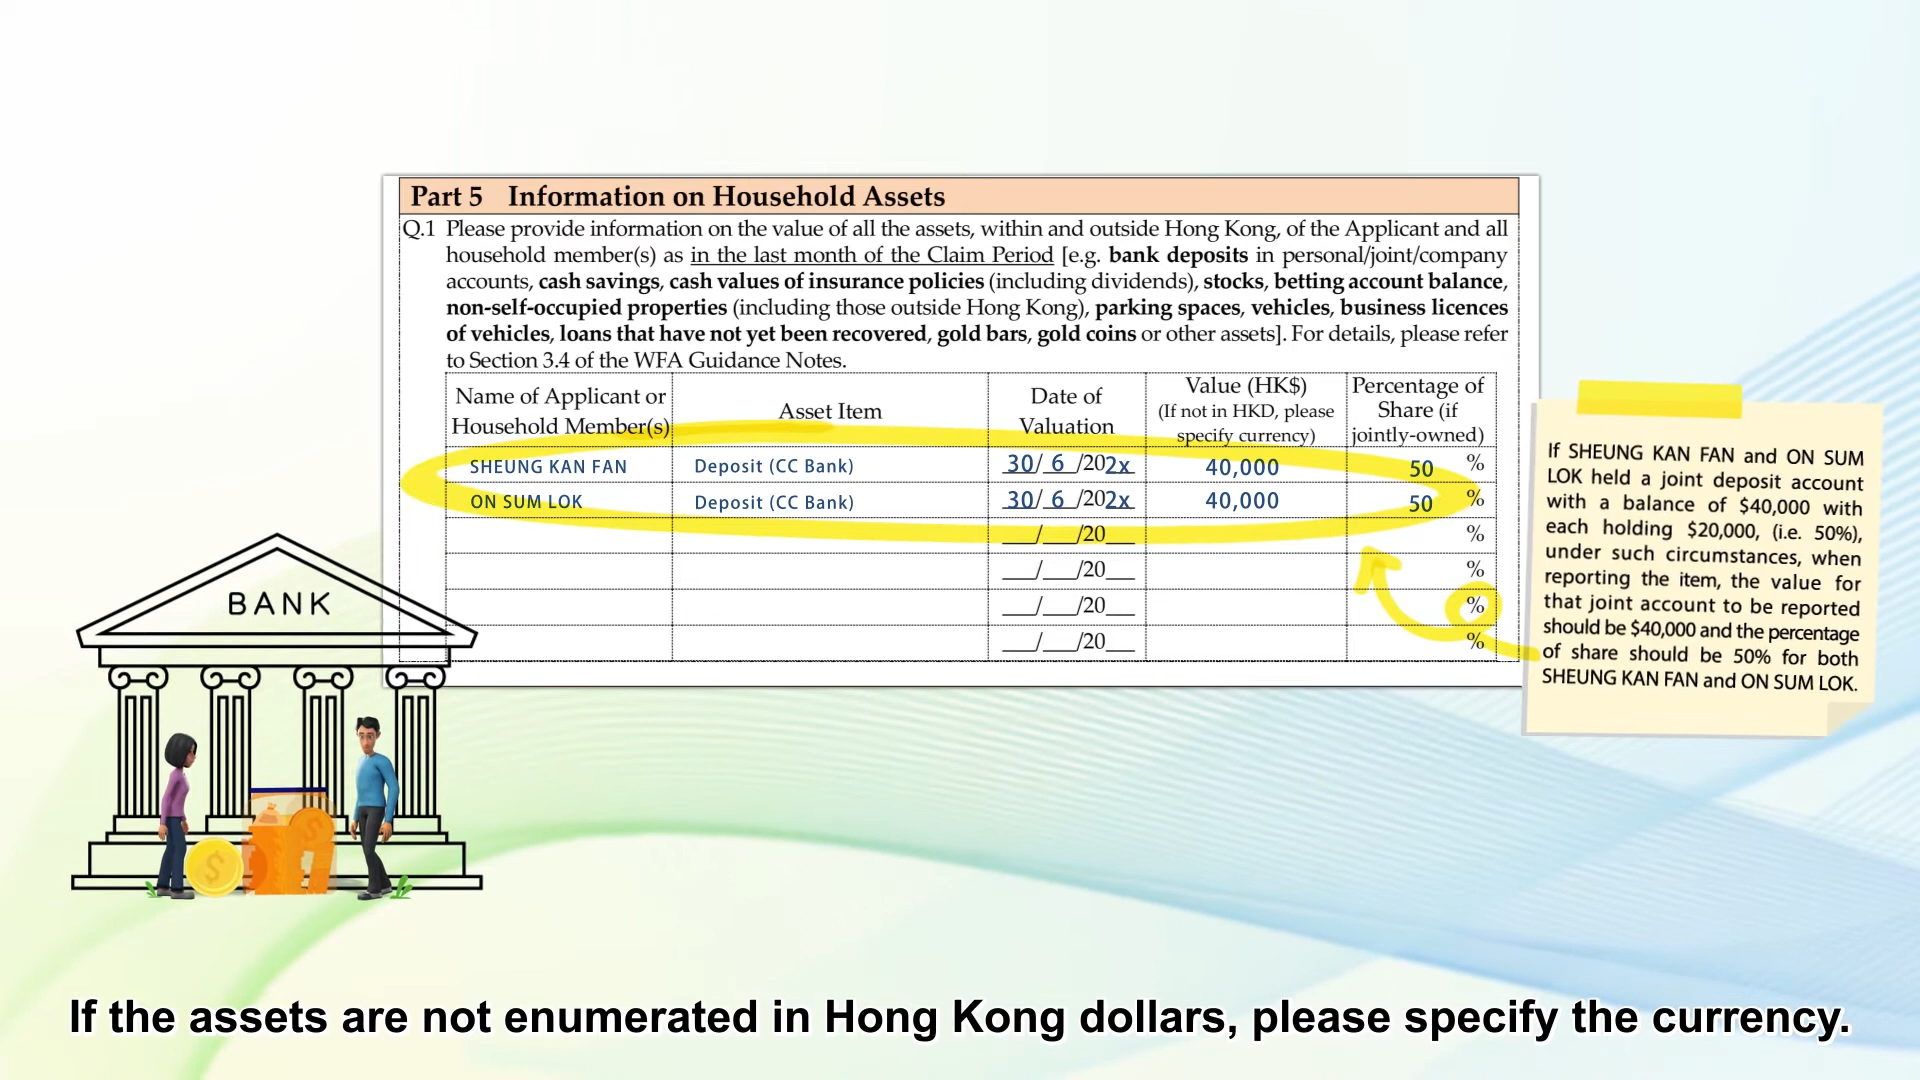 Part 5 Information on Household Assets
Q.1 Please provide information on the value of all the assets, within and outside Hong Kong, of the Applicant and all
household member(s) as in the last month of the Claim Period [e.g. bank deposits in personal/joint/company
accounts, cash savings, cash values of insurance policies (including dividends), stocks, betting account balance,
non-self-occupied properties (including those outside Hong Kong), parking spaces, vehicles, business licences
of vehicles, loans that have not yet been recovered, gold bars, gold coins or other assets]. For details, please refer
to Section 3.4 of the WFA Guidance Notes.
Name of Applicant or
Household Member(s)
Asset Item
Date of
Valuation
Value (HK$)
(If not in HKD, please
specify currency)
Percentage of
Share (if
jointly-owned)
SHEUNG KAN FAN Deposit (CC Bank) 30/ 6 /202x 40,000 50 %
ON SUM LOK Deposit (CC Bank) 30/ 6 /202x 40,000 50 %
___/___/20___ %
___/___/20___ %
___/___/20___ %
___/___/20___ %
If SHEUNG KAN FAN and ON SUM
LOK held a joint deposit account
with a balance of $40,000 with
each holding $20,000, (i.e. 50%),
under such circumstances, when
reporting the item, the value for
that joint account to be reported
should be $40,000 and the percentage
of share should be 50% for both
SHEUNG KAN FAN and ON SUM LOK.
BANK
$
$
If the assets are not enumerated in Hong Kong dollars, please specify the currency.